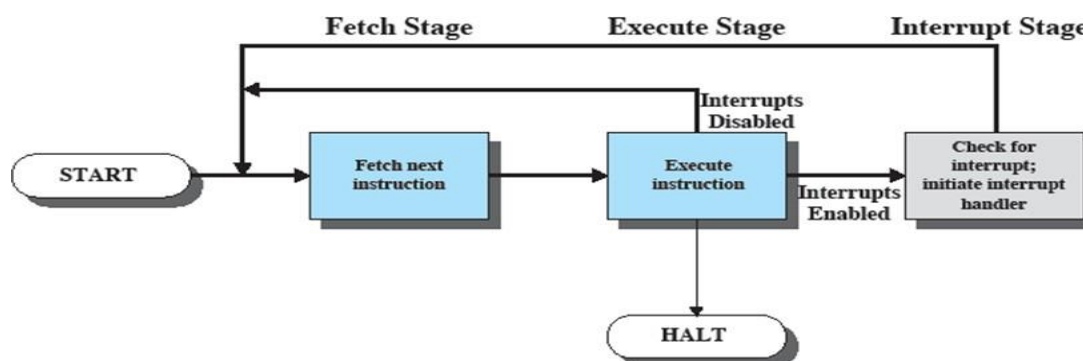 Fetch Stage
Execute Stage
Interrupt Stage
Interrupts
Disabled
START
Fetch next
instruction
Execute
instruction
Interrupts
Enabled
Check for
interrupt;
initiate interrupt
handler
HALT